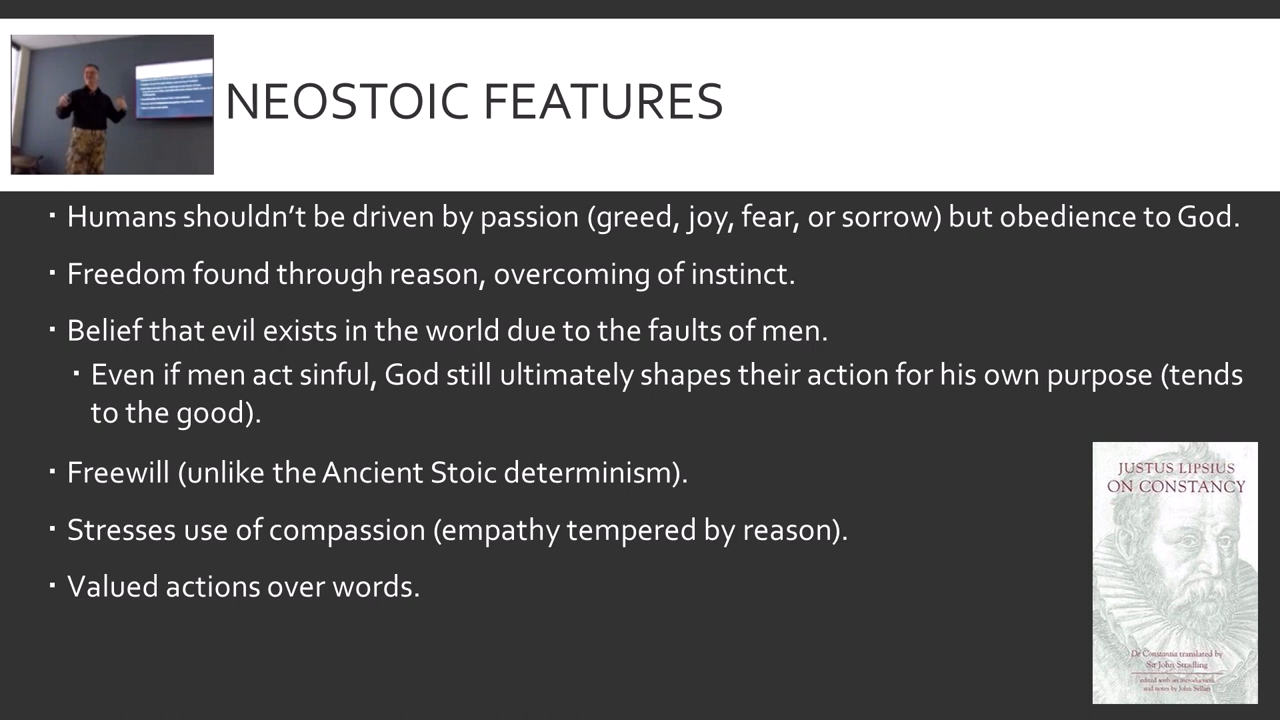 NEOSTOIC FEATURES
▪ Humans shouldn’t be driven by passion (greed, joy, fear, or sorrow) but obedience to God.
▪ Freedom found through reason, overcoming of instinct.
▪ Belief that evil exists in the world due to the faults of men.
▪ Even if men act sinful, God still ultimately shapes their action for his own purpose (tends
to the good).
▪ Freewill (unlike the Ancient Stoic determinism).
▪ Stresses use of compassion (empathy tempered by reason).
▪ Valued actions over words.
JUSTUS LIPSIUS
ON CONSTANCY
De Constantia translated by
Sir John Stradling
edited with an introduction
and notes by John Sellars